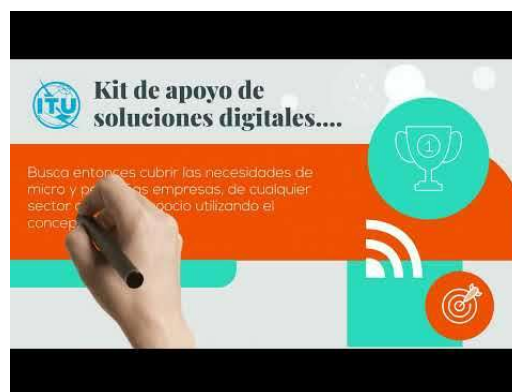 ITU
Kit de apoyo de
soluciones digitales....
Busca entonces cubrir las necesidades de
micro y empresas, de cualquier
sector utilizando el
1